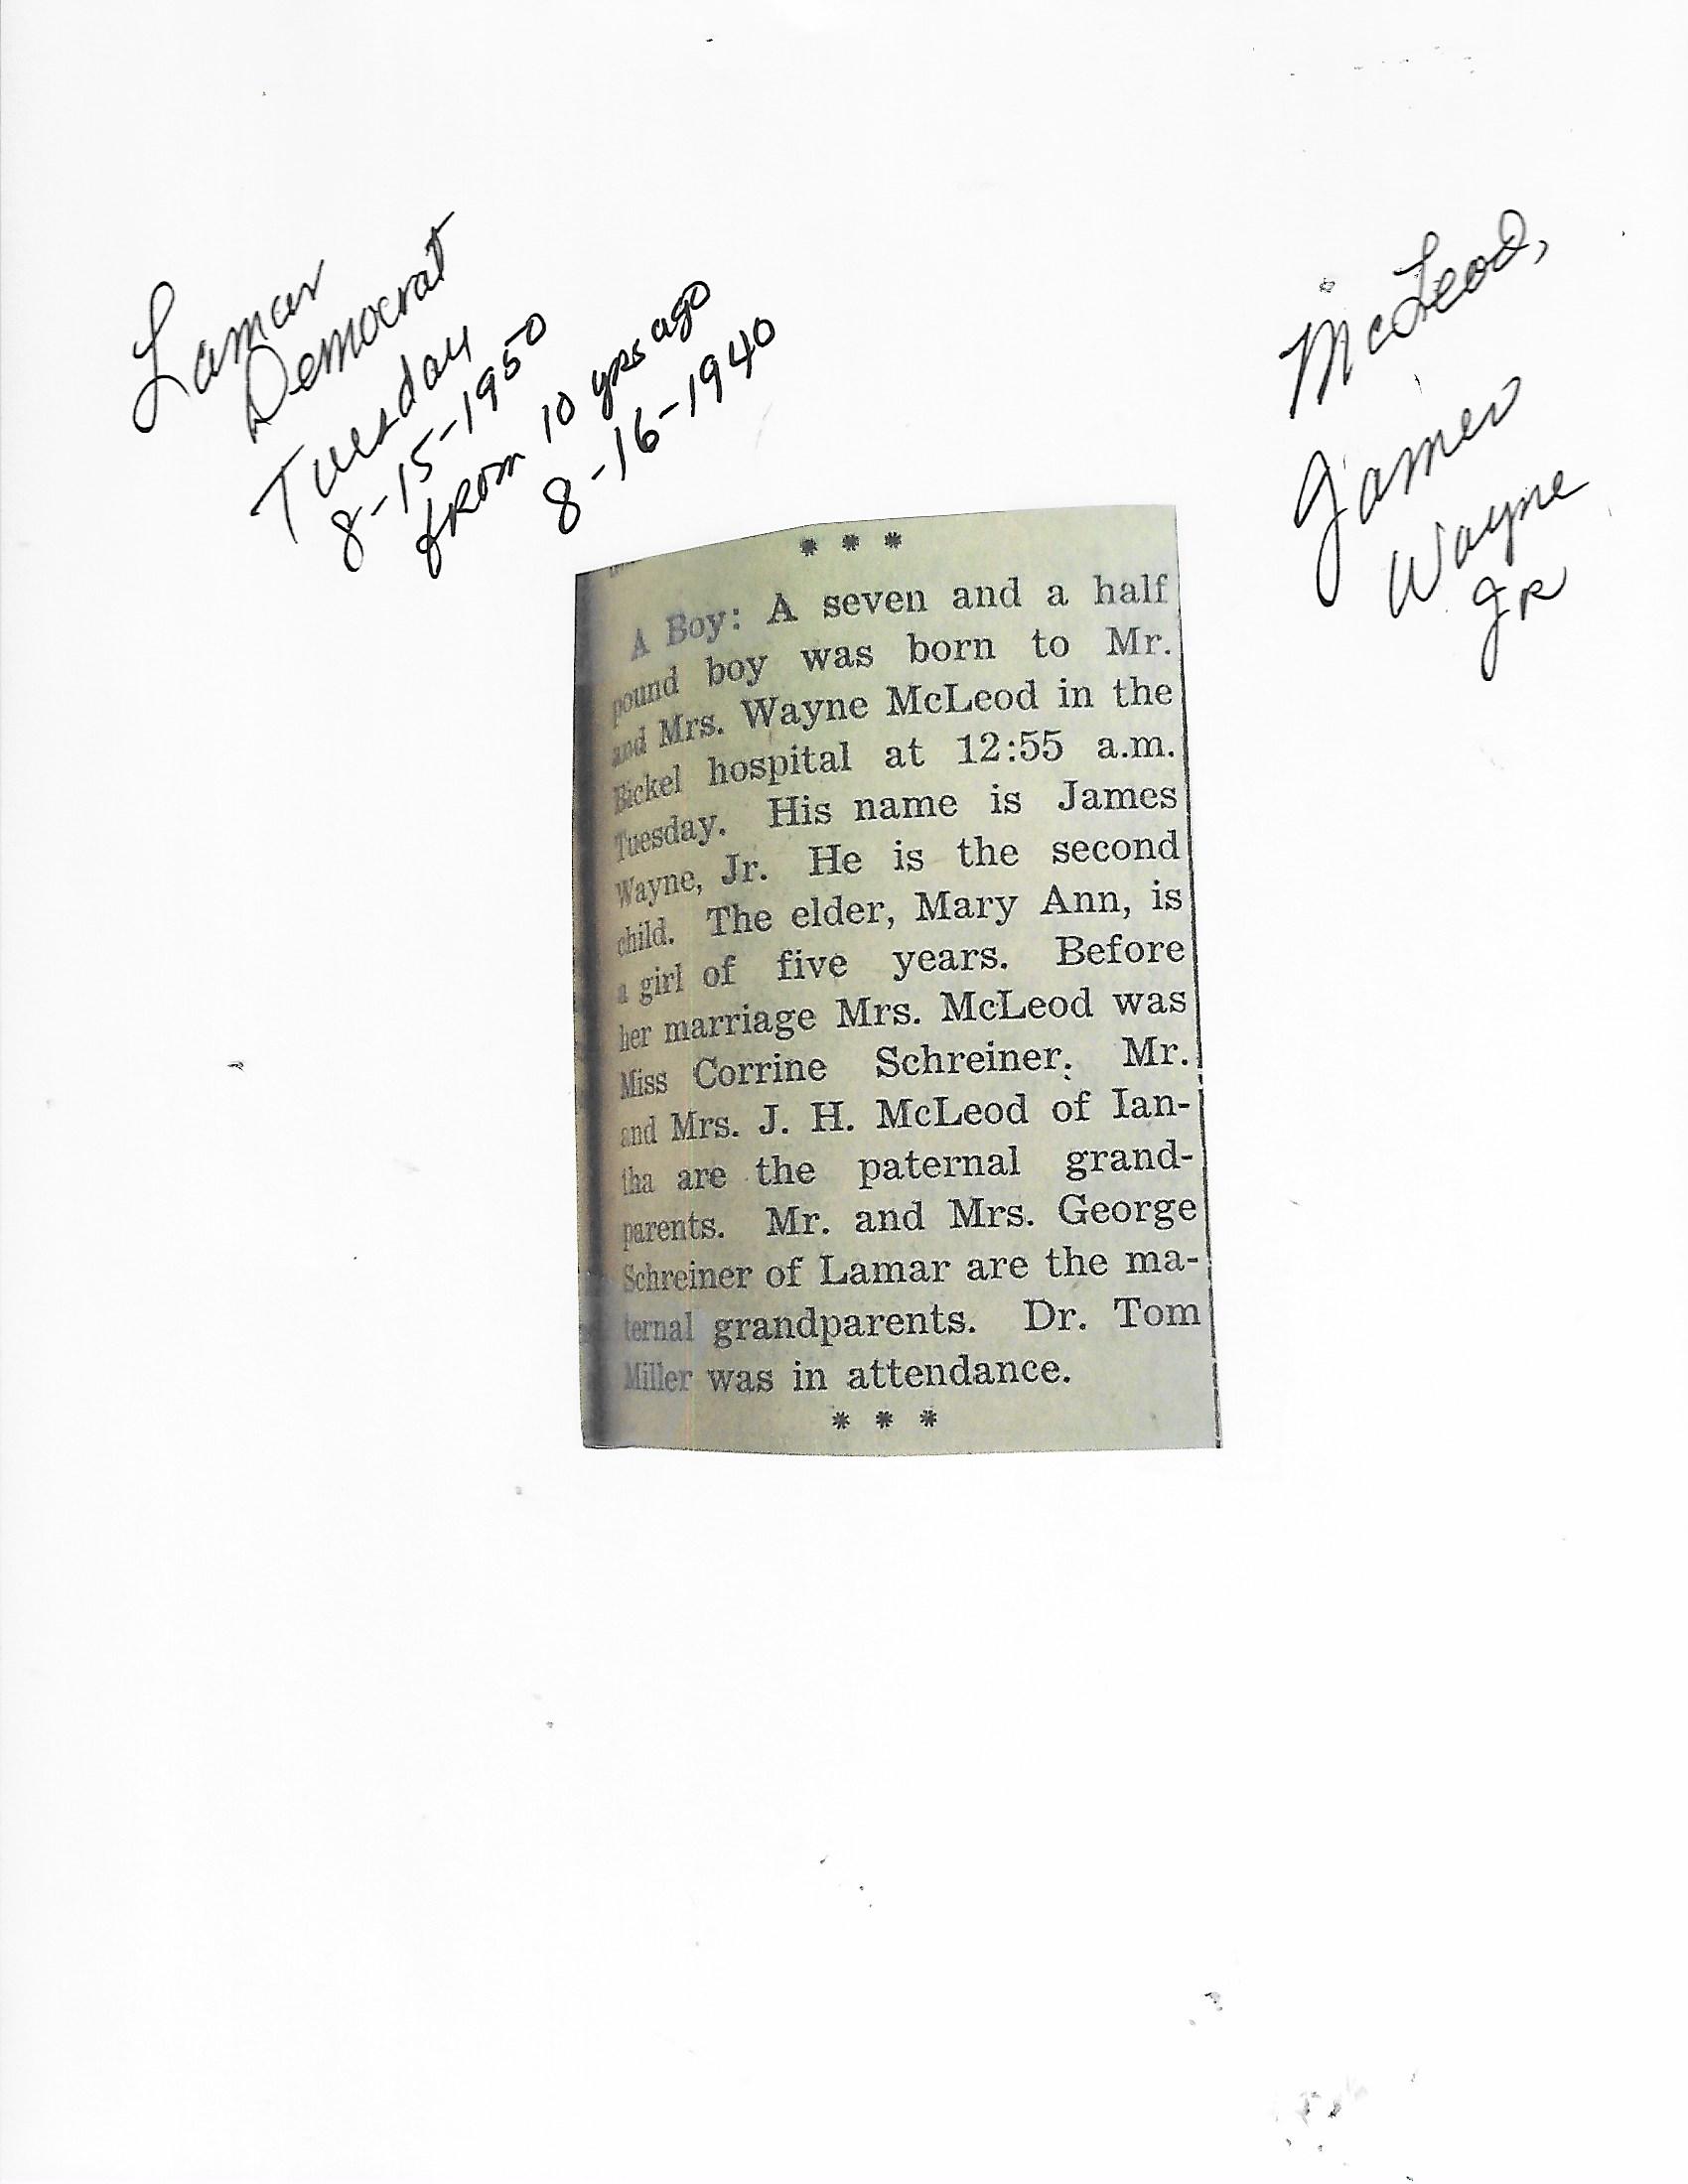 Lamar
Democrat
Tuesday
8-15-1950
from 10 yrs ago
8-16-1940
McLeod,
James
Wayne
JR
* * *
A Boy: A seven and a half
pound boy was born to Mr.
and Mrs. Wayne McLeod in the
Bickel hospital at 12:55 a.m.
Tuesday. His name is James
Wayne, Jr. He is the second
child. The elder, Mary Ann, is
a girl of five years. Before
her marriage Mrs. McLeod was
Miss Corrine Schreiner. Mr.
and Mrs. J. H. McLeod of Ian-
tha are the paternal grand-
parents. Mr. and Mrs. George
Schreiner of Lamar are the ma-
ternal grandparents. Dr. Tom
Miller was in attendance.
* * *